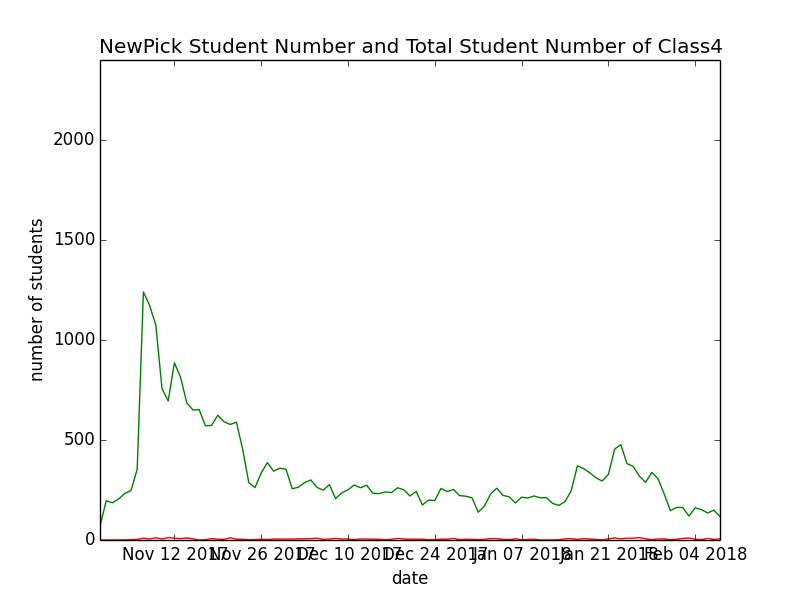 NewPick Student Number and Total Student Number of Class4
2000
1500
1000
500
0
number of students
Nov 12 2017
Nov 26 2017
Dec 10 2017
Dec 24 2017
Jan 07 2018
Jan 21 2018
Feb 04 2018
date